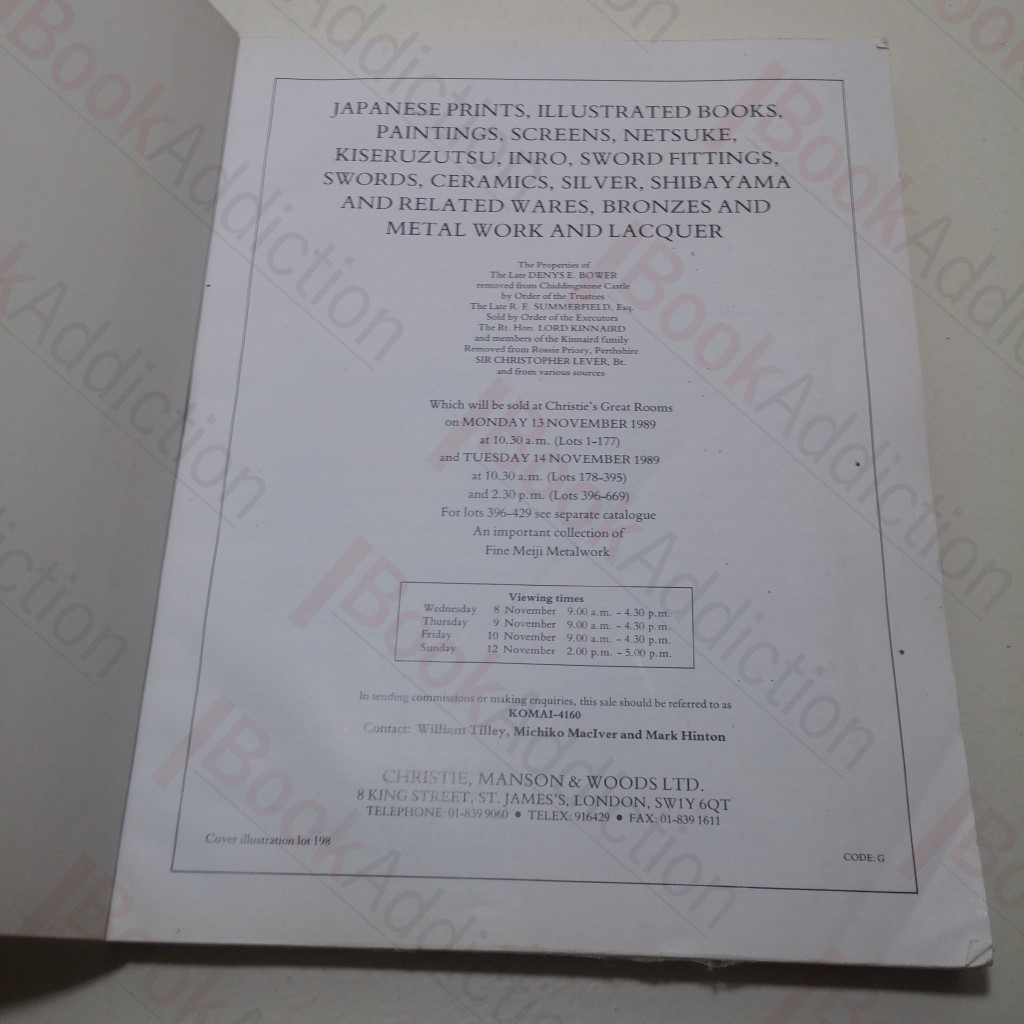 JAPANESE PRINTS, ILLUSTRATED BOOKS,
PAINTINGS, SCREENS, NETSUKE,
KISERUZUTSU, INRO, SWORD FITTINGS,
SWORDS, CERAMICS, SILVER, SHIBAYAMA
AND RELATED WARES, BRONZES AND
METAL WORK AND LACQUER
The Properties of
The Late DENYS E. BOWER
removed from Chiddingstone Castle
by Order of the Trustees
The Late R. E. SUMMERFIELD, Esq.
Sold by Order of the Executors
The Rt. Hon. LORD KINNAIRD
and members of the Kinnaird family
Removed from Rossie Priory, Perthshire
SIR CHRISTOPHER LEVER, Bt.
and from various sources
Which will be sold at Christie's Great Rooms
on MONDAY 13 NOVEMBER 1989
at 10.30 a.m. (Lots 1-177)
and TUESDAY 14 NOVEMBER 1989
at 10.30 a.m. (Lots 178-395)
and 2.30 p.m. (Lots 396-669)
For lots 396-429 see separate catalogue
An important collection of
Fine Meiji Metalwork
Viewing times
Wednesday 8 November 9.00 a.m. - 4.30 p.m.
Thursday 9 November 9.00 a.m. - 4.30 p.m.
Friday 10 November 9.00 a.m. - 4.30 p.m.
Sunday 12 November 2.00 p.m. - 5.00 p.m.
In sending commissions or making enquiries, this sale should be referred to as
KOMAI-4160
Contact: William Tilley, Michiko MacIver and Mark Hinton
CHRISTIE, MANSON & WOODS LTD.
8 KING STREET, ST. JAMES'S, LONDON, SW1Y 6QT
TELEPHONE: 01-839 9060 • TELEX: 916429 • FAX: 01-839 1611
Cover illustration lot 198
CODE: G
BookAddiction
BookAddiction
BookAddiction
BookAddiction
BookAddiction
BookAddiction